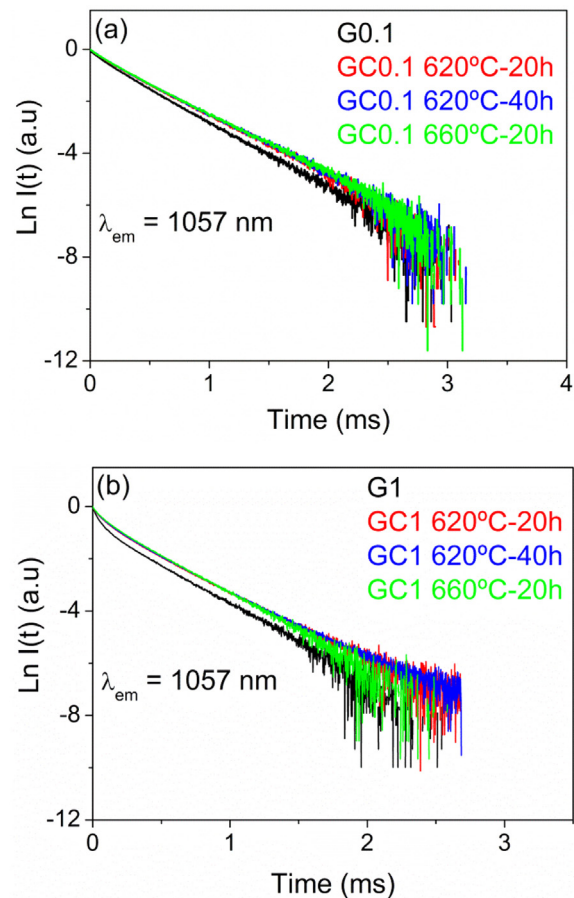 (a)
G0.1
GC0.1 620ºC-20h
GC0.1 620ºC-40h
GC0.1 660ºC-20h
λem = 1057 nm
Ln I(t) (a.u)
0
-4
-8
-12
0 1 2 3 4
Time (ms)
(b)
G1
GC1 620ºC-20h
GC1 620ºC-40h
GC1 660ºC-20h
λem = 1057 nm
Ln I(t) (a.u)
0
-4
-8
-12
0 1 2 3
Time (ms)